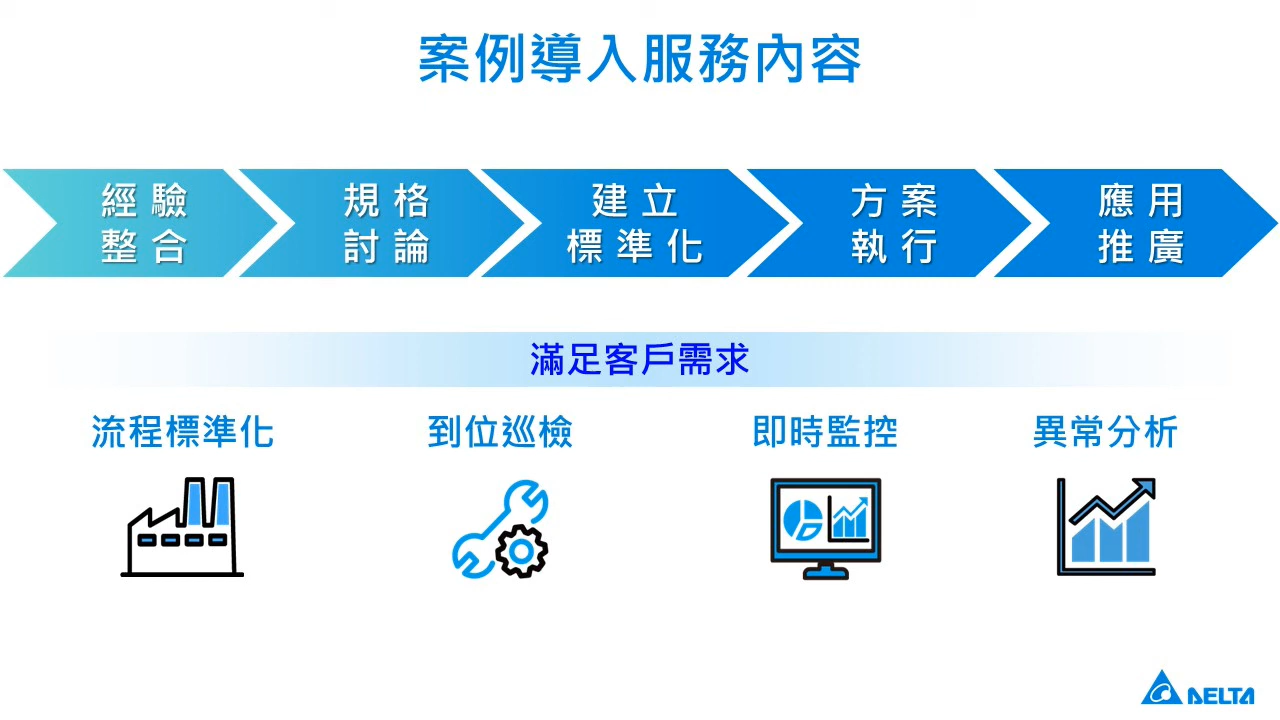 案例導入服務內容
經驗
整合
規格
討論
建立
標準化
方案
執行
應用
推廣
滿足客戶需求
流程標準化
到位巡檢
即時監控
異常分析
DELTA